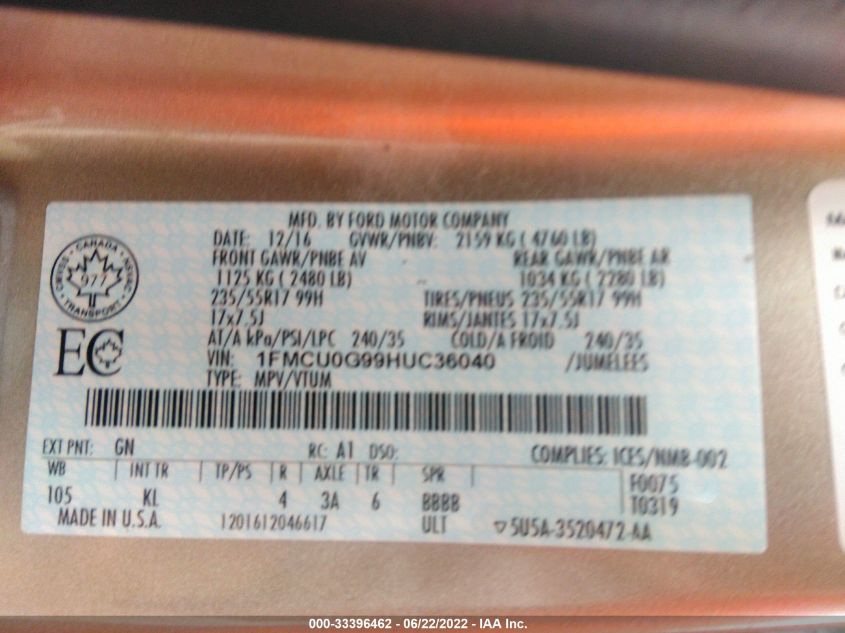 MFD. BY FORD MOTOR COMPANY
DATE: 12/16 GVWR/PNBV: 2159 KG ( 4760 LB)
FRONT GAWR/PNBE AV REAR GAWR/PNBE AR
1125 KG ( 2480 LB) 1034 KG ( 2280 LB)
235/55R17 99H TIRES/PNEUS 235/55R17 99H
17x7.5J RIMS/JANTES 17x7.5J
AT/A kPa/PSI/LPC 240/35 COLD/A FROID 240/35
VIN: 1FMCU0G99HUC36040 /JUMELEES
TYPE: MPV/VTUM
CANADA
977
TRANSPORT
EC
EXT PNT: GN RC: A1 DSO: COMPLIES: ICES/NMB-002
WB INT TR TP/PS R AXLE TR SPR F0075
105 KL 4 3A 6 BBBB T0319
MADE IN U.S.A. 1201612046617 ULT 5U5A-3520472-AA
000-33396462 - 06/22/2022 - IAA Inc.